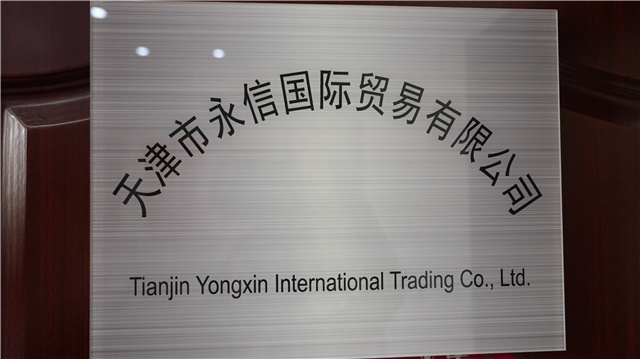 天津市永信国际贸易有限公司
Tianjin Yongxin International Trading Co., Ltd.